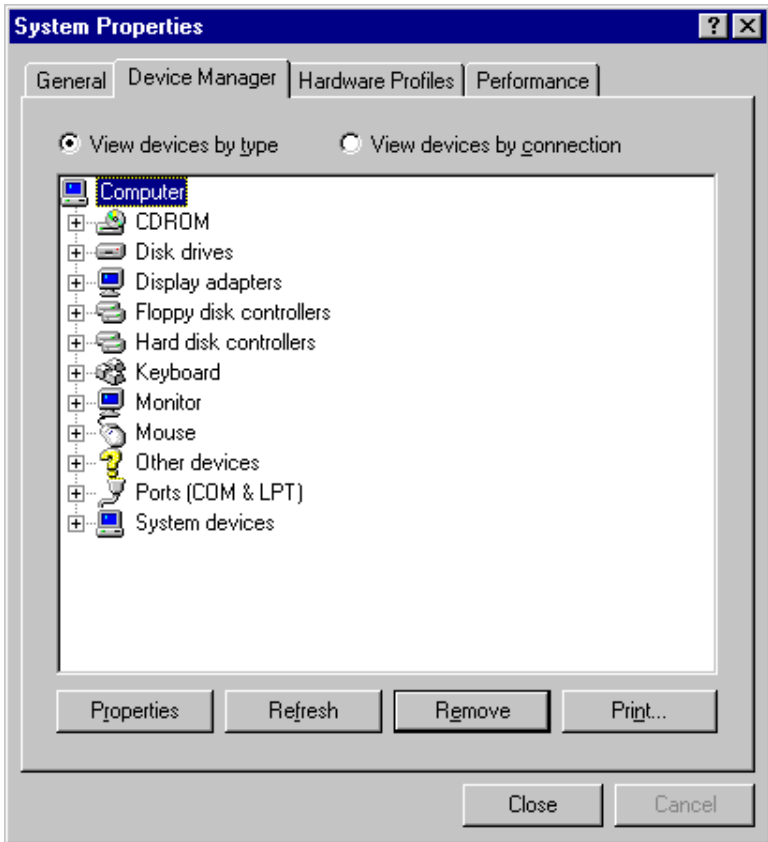 System Properties
General Device Manager Hardware Profiles Performance
View devices by type View devices by connection
Computer
CDROM
Disk drives
Display adapters
Floppy disk controllers
Hard disk controllers
Keyboard
Monitor
Mouse
Other devices
Ports (COM & LPT)
System devices
Properties Refresh Remove Print...
Close Cancel